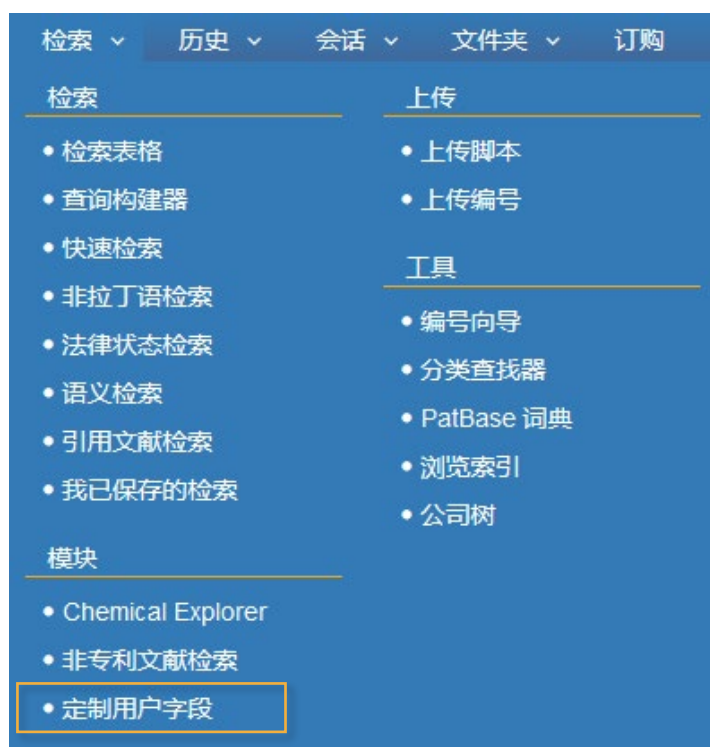 检索 历史 会话 文件夹 订购
检索
• 检索表格
• 查询构建器
• 快速检索
• 非拉丁语检索
• 法律状态检索
• 语义检索
• 引用文献检索
• 我已保存的检索
模块
• Chemical Explorer
• 非专利文献检索
• 定制用户字段
上传
• 上传脚本
• 上传编号
工具
• 编号向导
• 分类查找器
• PatBase 词典
• 浏览索引
• 公司树